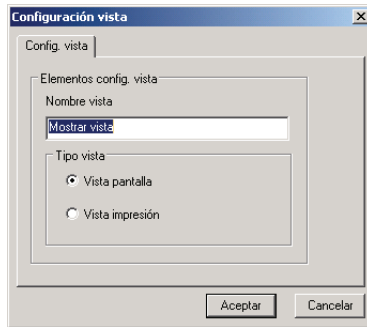 Configuración vista
Config. vista
Elementos config. vista
Nombre vista
Mostrar vista
Tipo vista
Vista pantalla
Vista impresión
Aceptar Cancelar